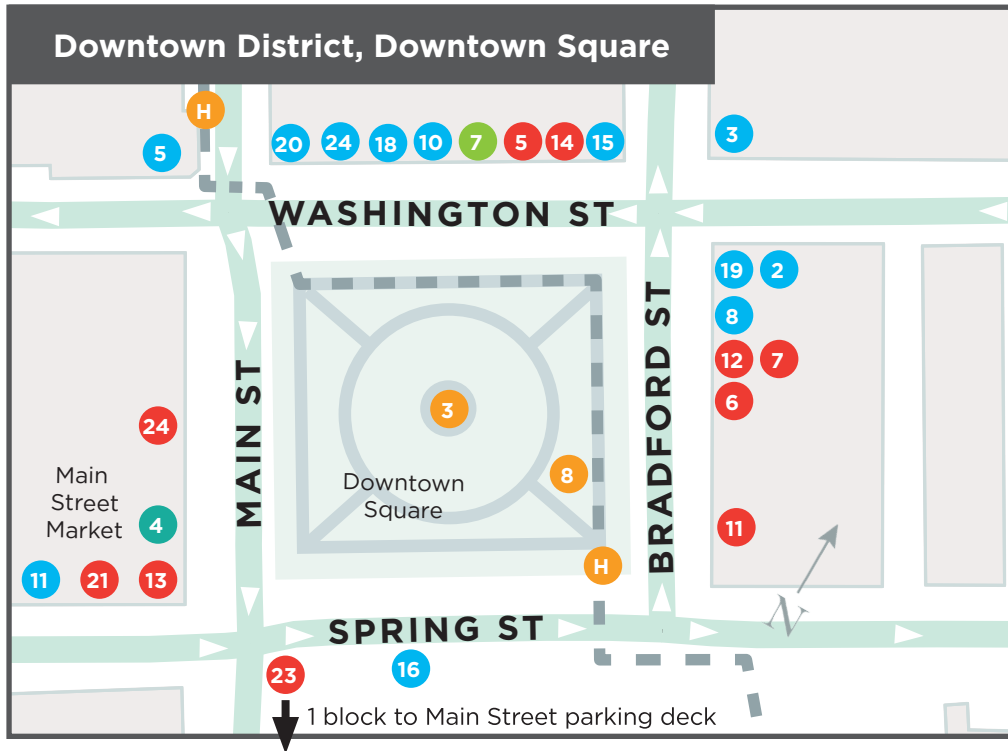 Downtown District, Downtown Square
H
5
20 24 18 10 7 5 14 15
3
WASHINGTON ST
19 2
8
12 7
6
11
MAIN ST
BRADFORD ST
3
8
Downtown
Square
24
Main
Street
Market
4
11 21 13
H
N
SPRING ST
23
16
1 block to Main Street parking deck